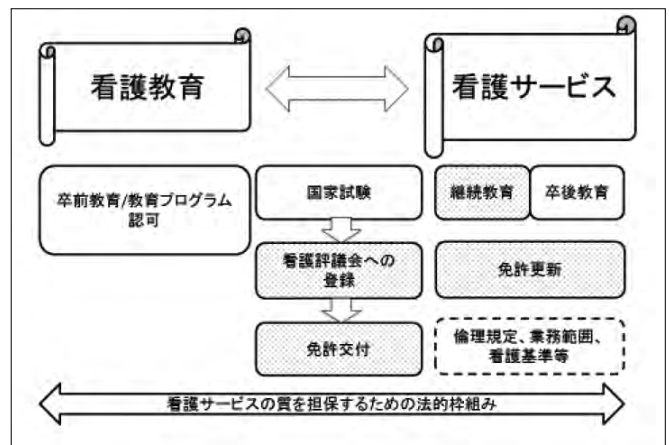 看護教育
看護サービス
卒前教育/教育プログラム
認可
国家試験
継続教育
卒後教育
看護評議会への
登録
免許更新
免許交付
倫理規定、業務範囲、
看護基準等
看護サービスの質を担保するための法的枠組み